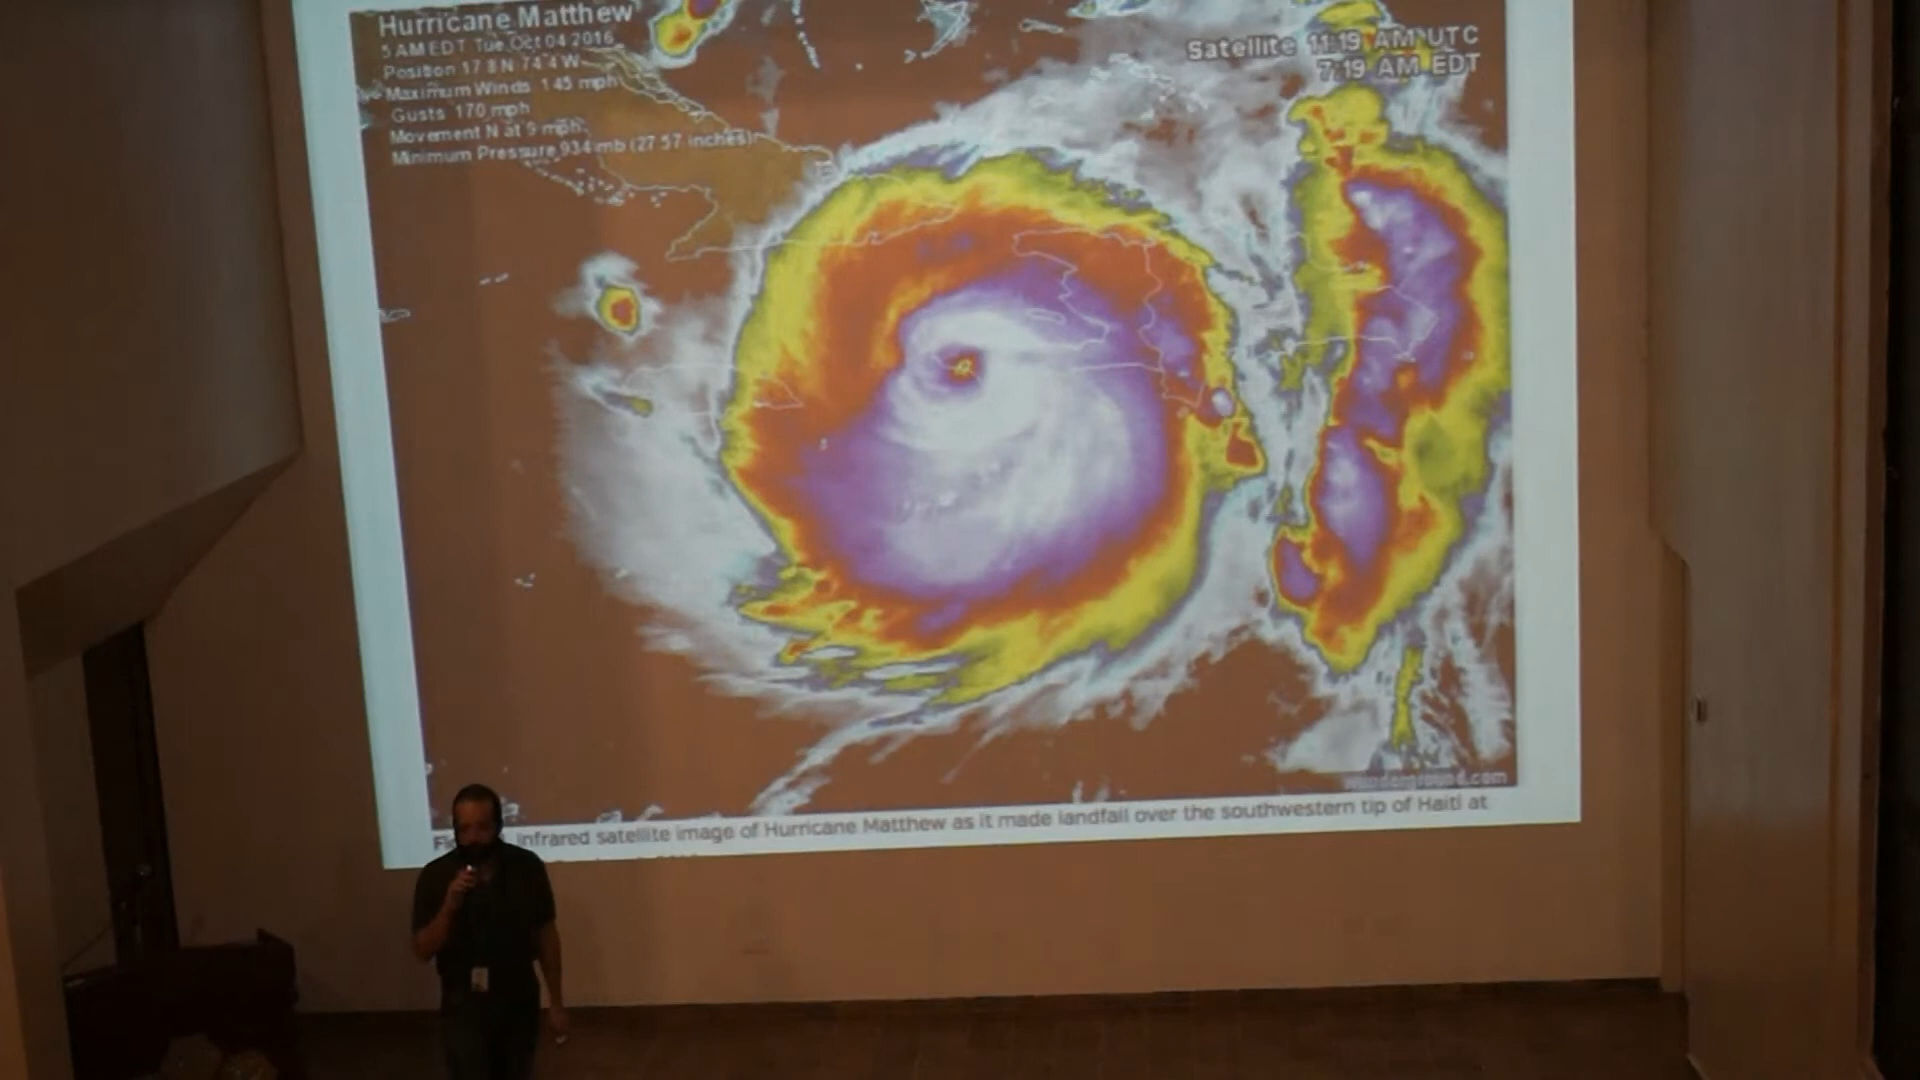 Hurricane Matthew
5 AM EDT Tue Oct 04 2016
Position 17.8 N 74.4 W
Maximum Winds 145 mph
Gusts 170 mph
Movement N at 9 mph
Minimum Pressure 934 mb (27.57 inches)
Satellite 11:19 AM UTC
7:19 AM EDT
wunderground.com
Infrared satellite image of Hurricane Matthew as it made landfall over the southwestern tip of Haiti at